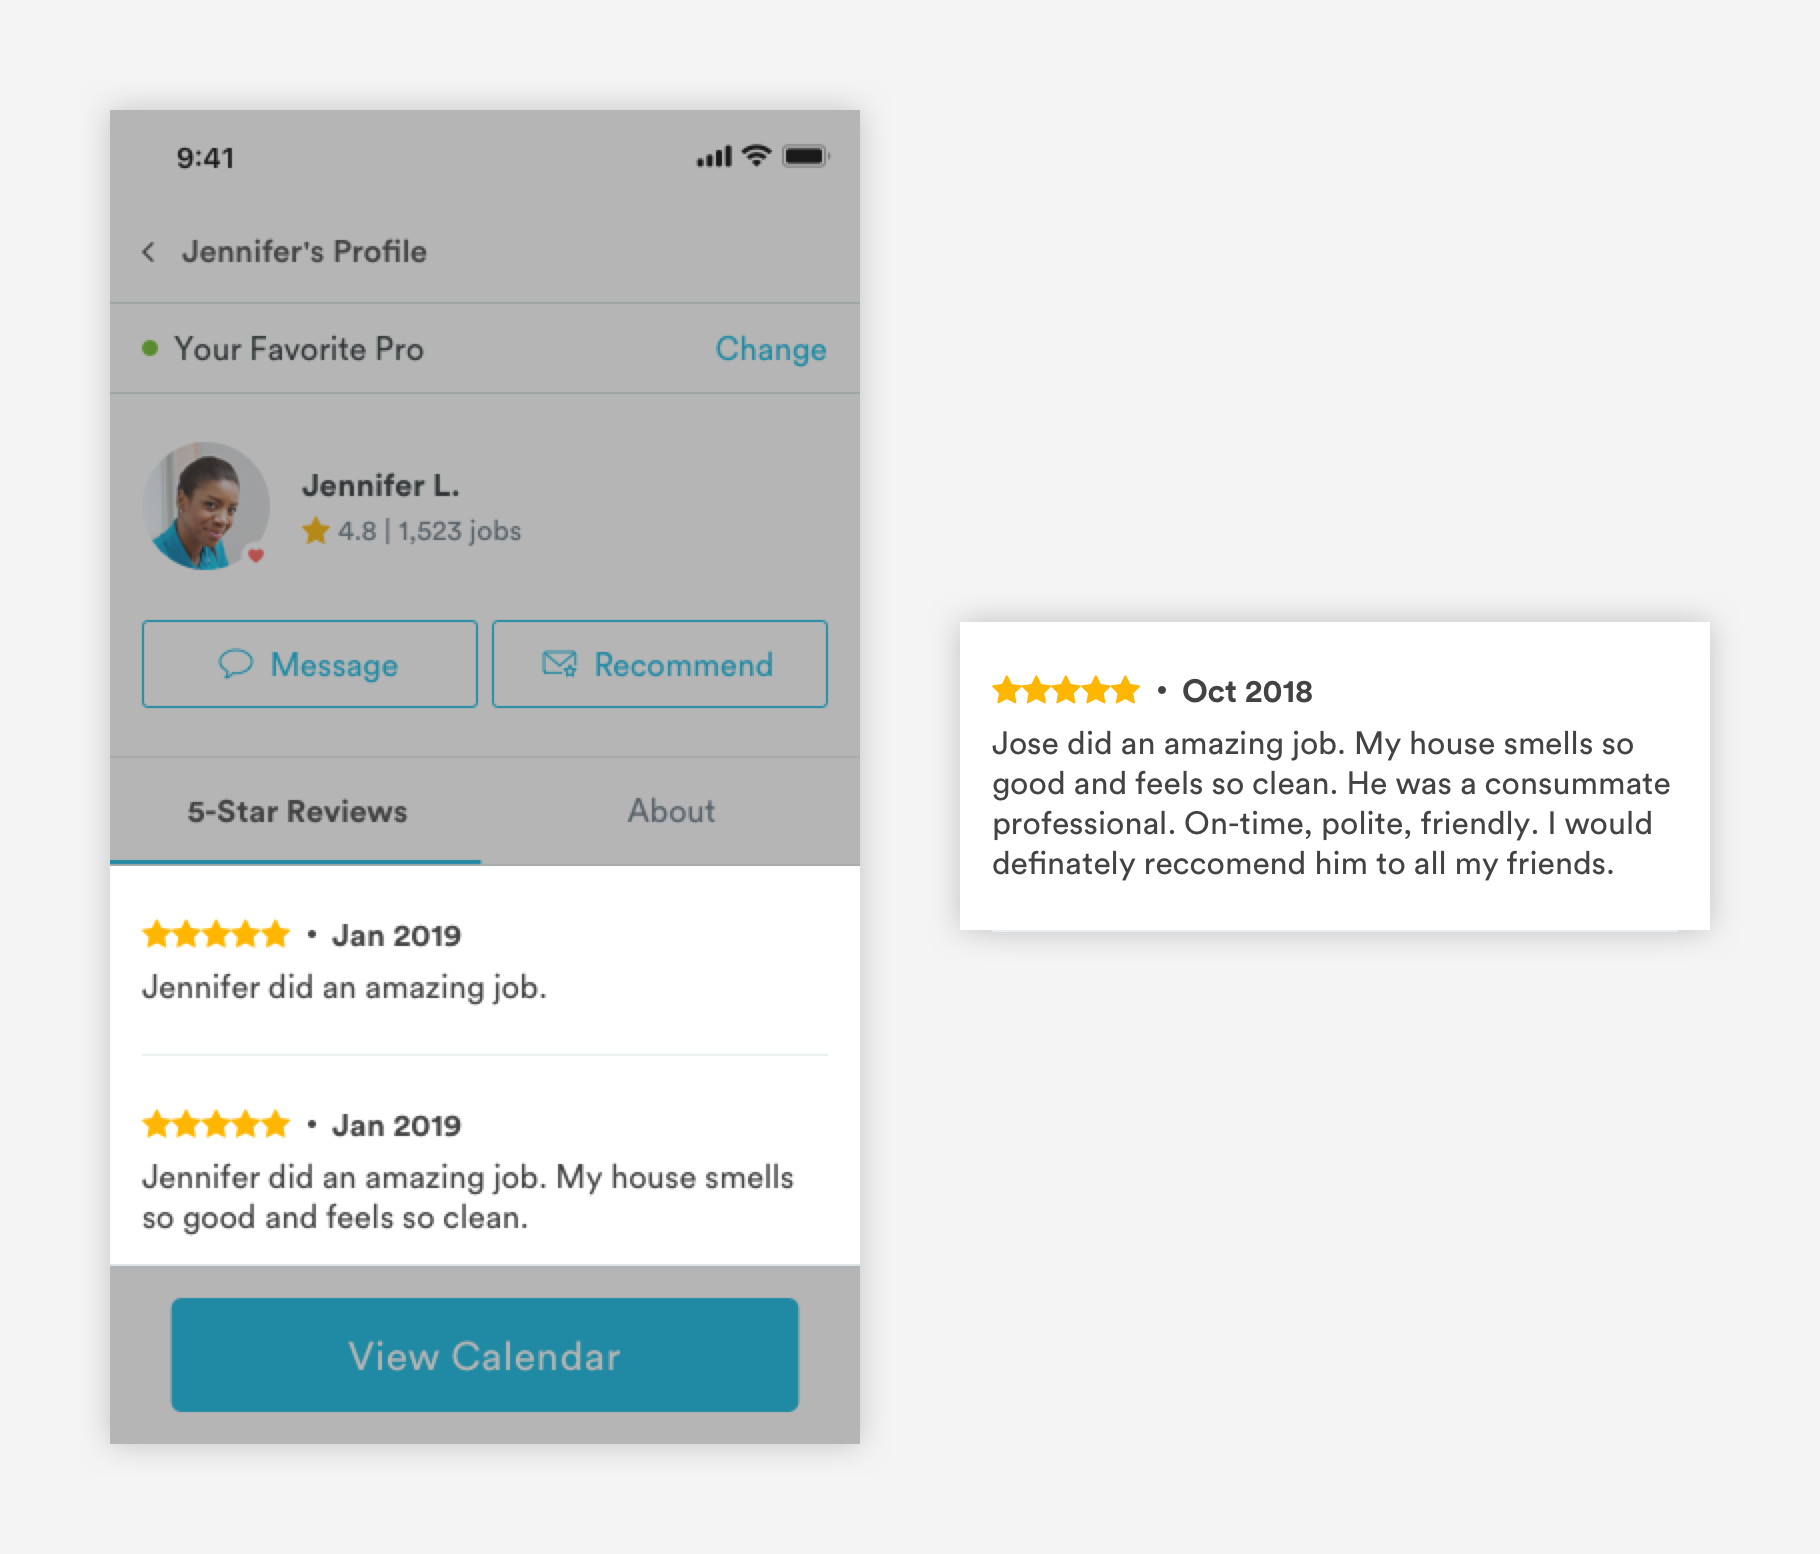 9:41
Jennifer's Profile
Your Favorite Pro
Change
Jennifer L.
4.8 | 1,523 jobs
Message
Recommend
5-Star Reviews
About
• Jan 2019
Jennifer did an amazing job.
• Jan 2019
Jennifer did an amazing job. My house smells
so good and feels so clean.
View Calendar
• Oct 2018
Jose did an amazing job. My house smells so
good and feels so clean. He was a consummate
professional. On-time, polite, friendly. I would
definately reccomend him to all my friends.